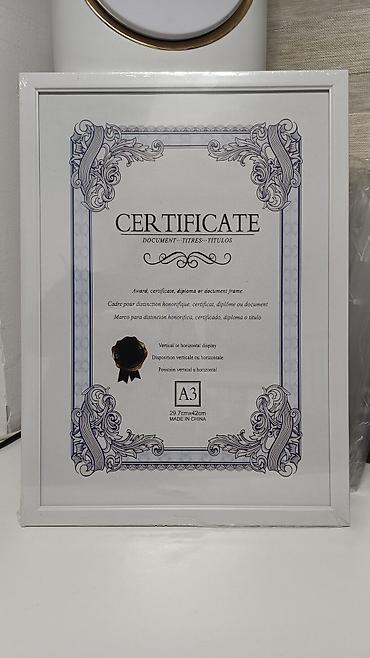 CERTIFICATE
DOCUMENT···TITRES···TÍTULOS
Award, certificate, diploma or document frame
Cadre pour distinction honorifique, certificat, diplôme ou document
Marco para distinción honorífica, certificado, diploma o título
Vertical or horizontal display
Disposition verticale ou horizontale
Posición vertical u horizontal
A3
29.7cmx42cm
MADE IN CHINA